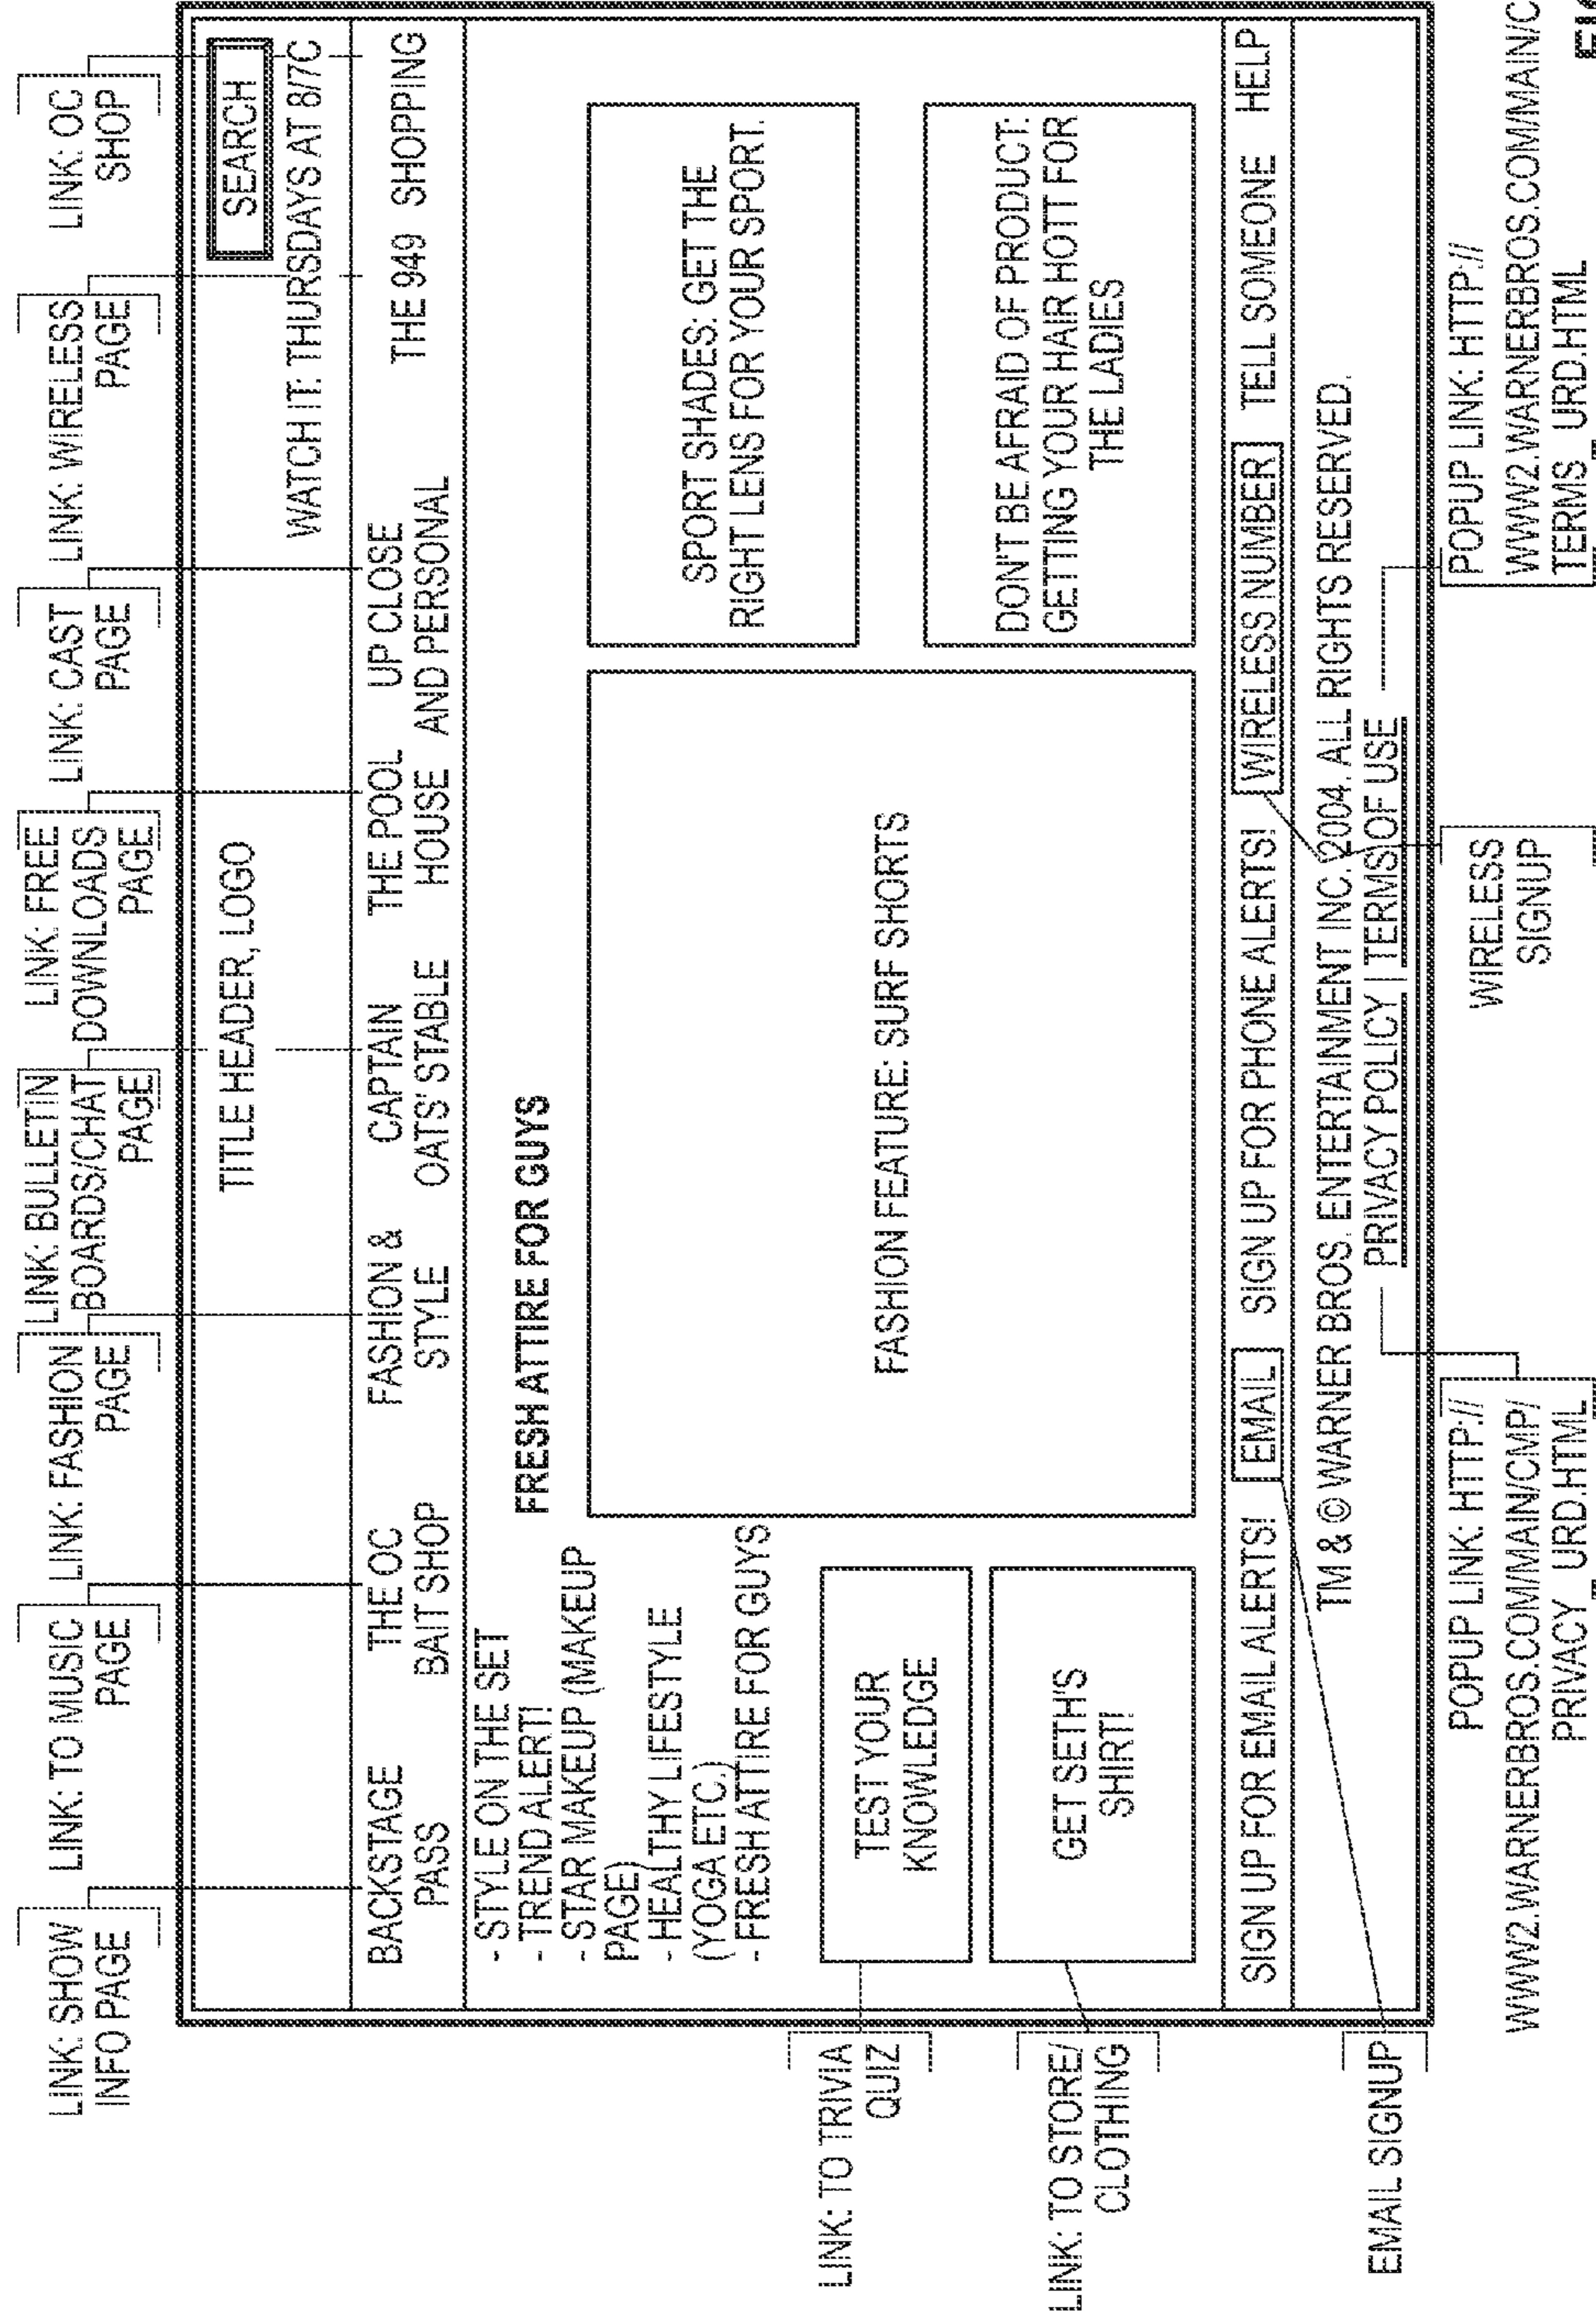 LINK: SHOW
INFO PAGE
LINK: TO MUSIC
PAGE
LINK: FASHION
PAGE
LINK: BULLETIN
BOARDS/CHAT
PAGE
LINK: FREE
DOWNLOADS
PAGE
LINK: CAST
PAGE
LINK: WIRELESS
PAGE
LINK: OC
SHOP
TITLE HEADER, LOGO
SEARCH
WATCH IT: THURSDAYS AT 8/7C
BACKSTAGE
PASS
THE OC
BAIT SHOP
FASHION &
STYLE
CAPTAIN
OATS' STABLE
THE POOL
HOUSE
UP CLOSE
AND PERSONAL
THE 949
SHOPPING
- STYLE ON THE SET
- TREND ALERT!
- STAR MAKEUP (MAKEUP
PAGE)
- HEALTHY LIFESTYLE
(YOGA ETC.)
- FRESH ATTIRE FOR GUYS
FRESH ATTIRE FOR GUYS
FASHION FEATURE: SURF SHORTS
SPORT SHADES: GET THE
RIGHT LENS FOR YOUR SPORT.
DON'T BE AFRAID OF PRODUCT:
GETTING YOUR HAIR HOTT FOR
THE LADIES
LINK: TO TRIVIA
QUIZ
TEST YOUR
KNOWLEDGE
LINK: TO STORE/
CLOTHING
GET SETH'S
SHIRT!
SIGN UP FOR EMAIL ALERTS! EMAIL SIGN UP FOR PHONE ALERTS! WIRELESS NUMBER TELL SOMEONE HELP
TM & © WARNER BROS. ENTERTAINMENT INC. 2004. ALL RIGHTS RESERVED.
PRIVACY POLICY | TERMS OF USE
EMAIL SIGNUP
POPUP LINK: HTTP://
WWW2.WARNERBROS.COM/MAIN/CMP/
PRIVACY_URD.HTML
WIRELESS
SIGNUP
POPUP LINK: HTTP://
WWW2.WARNERBROS.COM/MAIN/C
TERMS_URD.HTML